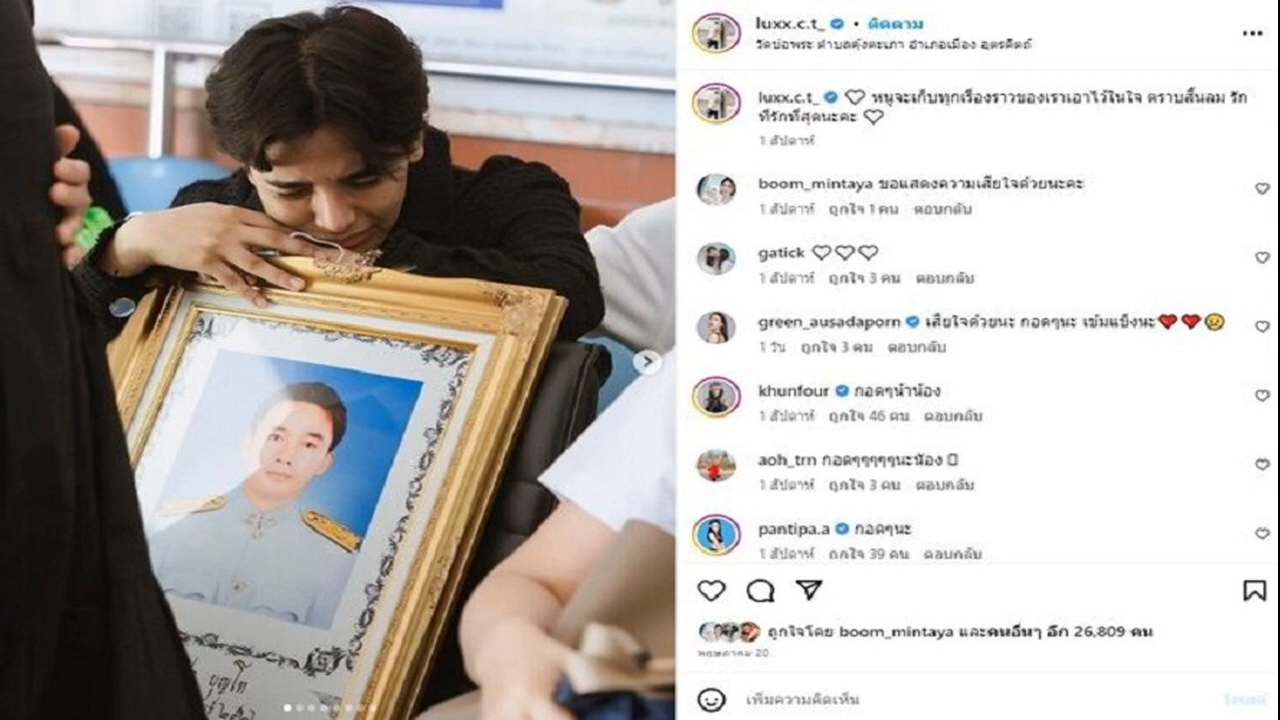 luxx.c.t_ • ติดตาม
วัดบ่อพระ ตำบลคุ้งตะเภา อำเภอเมือง อุตรดิตถ์
luxx.c.t_ หนูจะเก็บทุกเรื่องราวของเราเอาไว้ในใจ ตราบสิ้นลม รัก
ที่รักที่สุดนะคะ
1 สัปดาห์
boom_mintaya ขอแสดงความเสียใจด้วยนะคะ
1 สัปดาห์ ถูกใจ 1 คน ตอบกลับ
gatick
1 สัปดาห์ ถูกใจ 3 คน ตอบกลับ
green_ausadaporn เสียใจด้วยนะ กอดๆนะ เข้มแข็งนะ
1 วัน ถูกใจ 3 คน ตอบกลับ
khunfour กอดๆน้าน้อง
1 สัปดาห์ ถูกใจ 46 คน ตอบกลับ
aoh_trn กอดๆๆๆๆๆนะน้อง
1 สัปดาห์ ถูกใจ 3 คน ตอบกลับ
pantipa.a กอดๆนะ
1 สัปดาห์ ถูกใจ 39 คน ตอบกลับ
ถูกใจโดย boom_mintaya และคนอื่นๆ อีก 26,809 คน
พฤษภาคม 20
เพิ่มความคิดเห็น
โพสต์